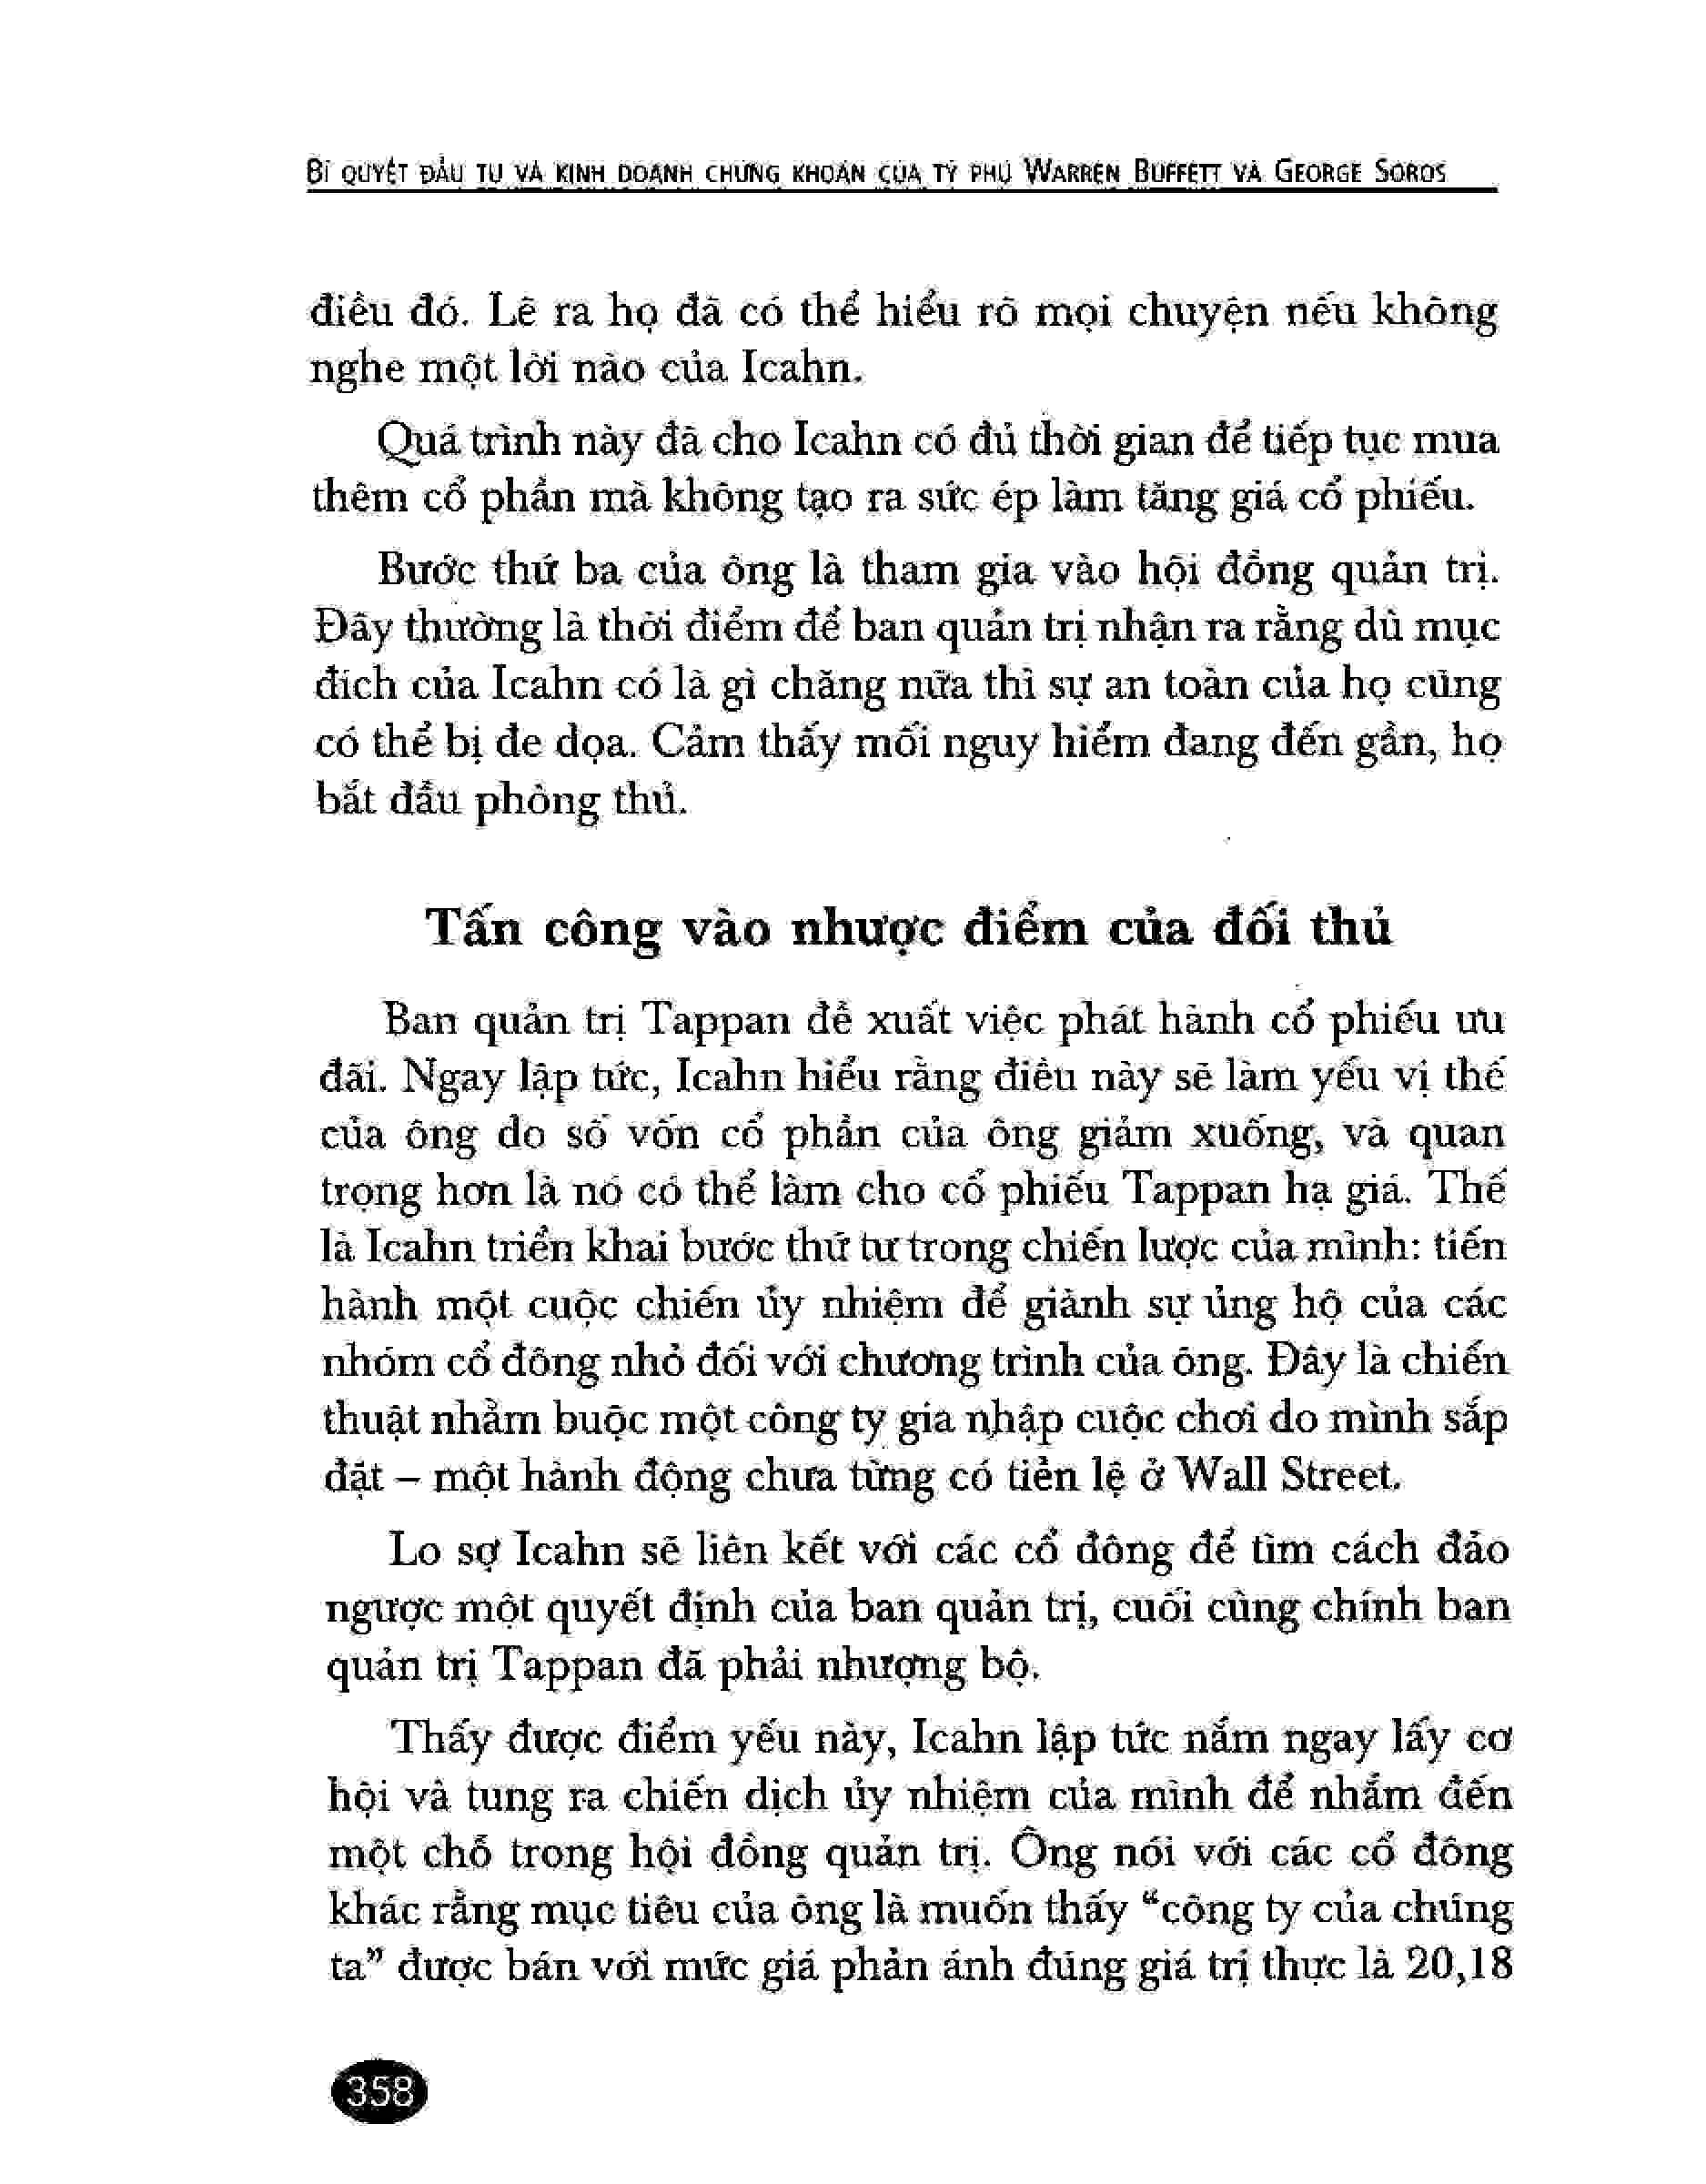 BÍ QUYẾT ĐẦU TƯ VÀ KINH DOANH CHỨNG KHOÁN CỦA TỶ PHÚ WARREN BUFFETT VÀ GEORGE SOROS
điều đó. Lẽ ra họ đã có thể hiểu rõ mọi chuyện nếu không
nghe một lời nào của Icahn.
Quá trình này đã cho Icahn có đủ thời gian để tiếp tục mua
thêm cổ phần mà không tạo ra sức ép làm tăng giá cổ phiếu.
Bước thứ ba của ông là tham gia vào hội đồng quản trị.
Đây thường là thời điểm để ban quản trị nhận ra rằng dù mục
đích của Icahn có là gì chăng nữa thì sự an toàn của họ cũng
có thể bị đe dọa. Cảm thấy mối nguy hiểm đang đến gần, họ
bắt đầu phòng thủ.
Tấn công vào nhược điểm của đối thủ
Ban quản trị Tappan đề xuất việc phát hành cổ phiếu ưu
đãi. Ngay lập tức, Icahn hiểu rằng điều này sẽ làm yếu vị thế
của ông do số vốn cổ phần của ông giảm xuống, và quan
trọng hơn là nó có thể làm cho cổ phiếu Tappan hạ giá. Thế
là Icahn triển khai bước thứ tư trong chiến lược của mình: tiến
hành một cuộc chiến ủy nhiệm để giành sự ủng hộ của các
nhóm cổ đông nhỏ đối với chương trình của ông. Đây là chiến
thuật nhằm buộc một công ty gia nhập cuộc chơi do mình sắp
đặt – một hành động chưa từng có tiền lệ ở Wall Street.
Lo sợ Icahn sẽ liên kết với các cổ đông để tìm cách đảo
ngược một quyết định của ban quản trị, cuối cùng chính ban
quản trị Tappan đã phải nhượng bộ.
Thấy được điểm yếu này, Icahn lập tức nắm ngay lấy cơ
hội và tung ra chiến dịch ủy nhiệm của mình để nhắm đến
một chỗ trong hội đồng quản trị. Ông nói với các cổ đông
khác rằng mục tiêu của ông là muốn thấy “công ty của chúng
ta” được bán với mức giá phản ánh đúng giá trị thực là 20,18
358